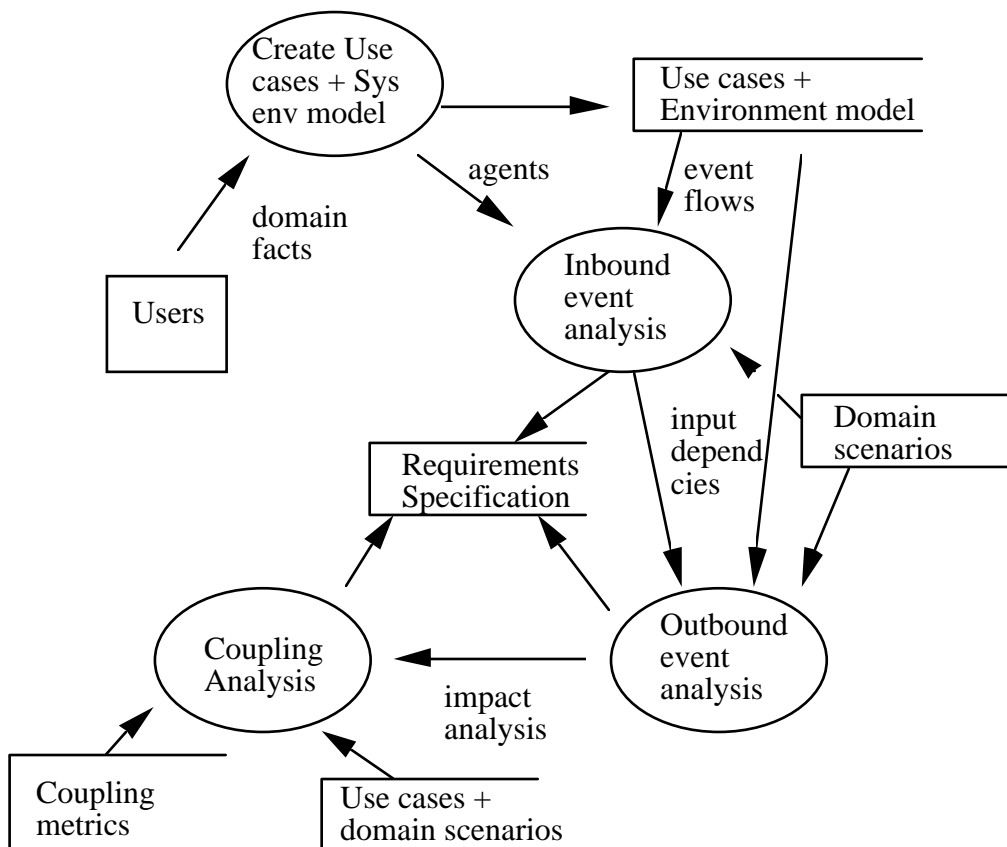 Create Use
cases + Sys
env model
Use cases +
Environment model
agents
event
flows
domain
facts
Users
Inbound
event
analysis
input
depend
cies
Domain
scenarios
Requirements
Specification
Coupling
Analysis
Outbound
event
analysis
impact
analysis
Coupling
metrics
Use cases +
domain scenarios